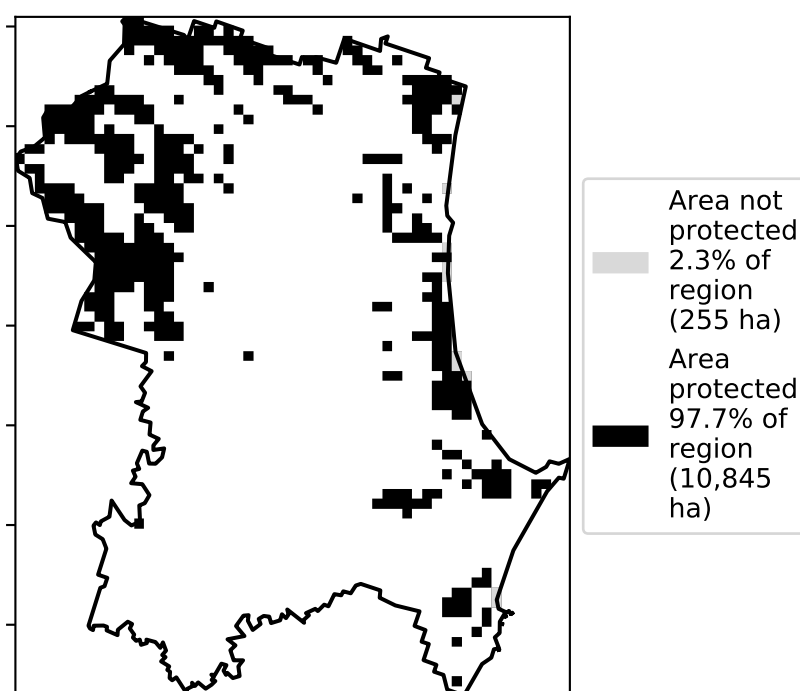 Area not
protected
2.3% of
region
(255 ha)
Area
protected
97.7% of
region
(10,845
ha)